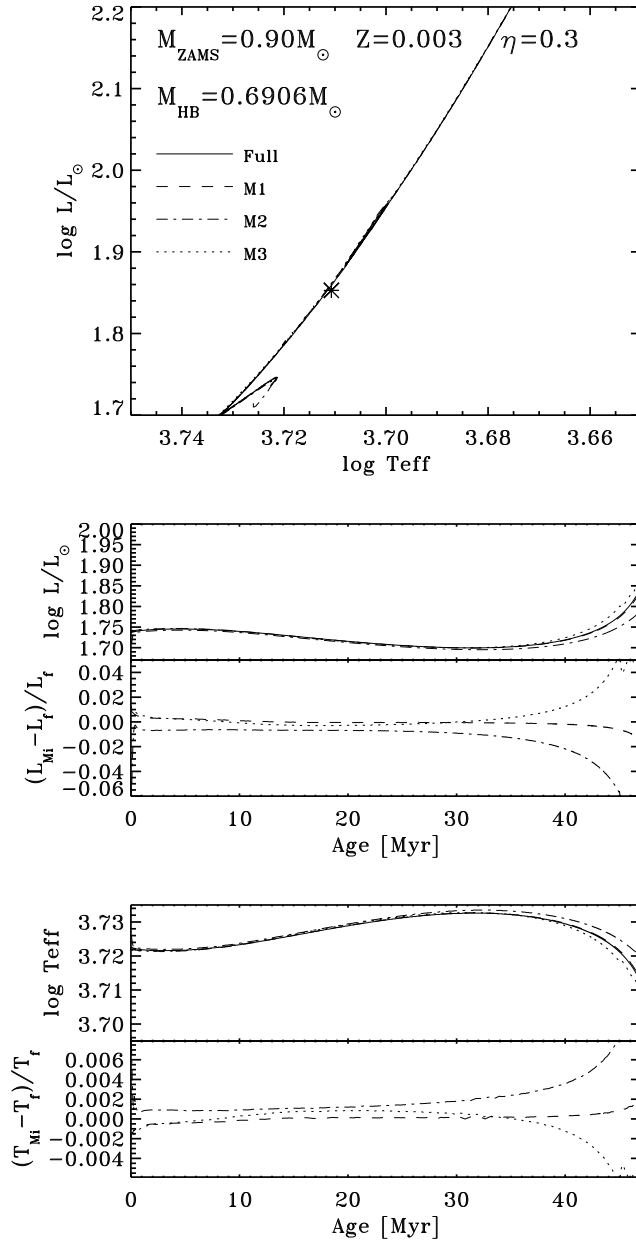 M_ZAMS=0.90M_☉ Z=0.003 η=0.3
M_HB=0.6906M_☉
Full
M1
M2
M3
log L/L_☉
2.2
2.1
2.0
1.9
1.8
1.7
3.74 3.72 3.70 3.68 3.66
log Teff
log L/L_☉
2.00
1.95
1.90
1.85
1.80
1.75
1.70
(L_Mi−L_f)/L_f
0.04
0.02
0.00
−0.02
−0.04
−0.06
0 10 20 30 40
Age [Myr]
log Teff
3.73
3.72
3.71
3.70
(T_Mi−T_f)/T_f
0.006
0.004
0.002
0.000
−0.002
−0.004
0 10 20 30 40
Age [Myr]